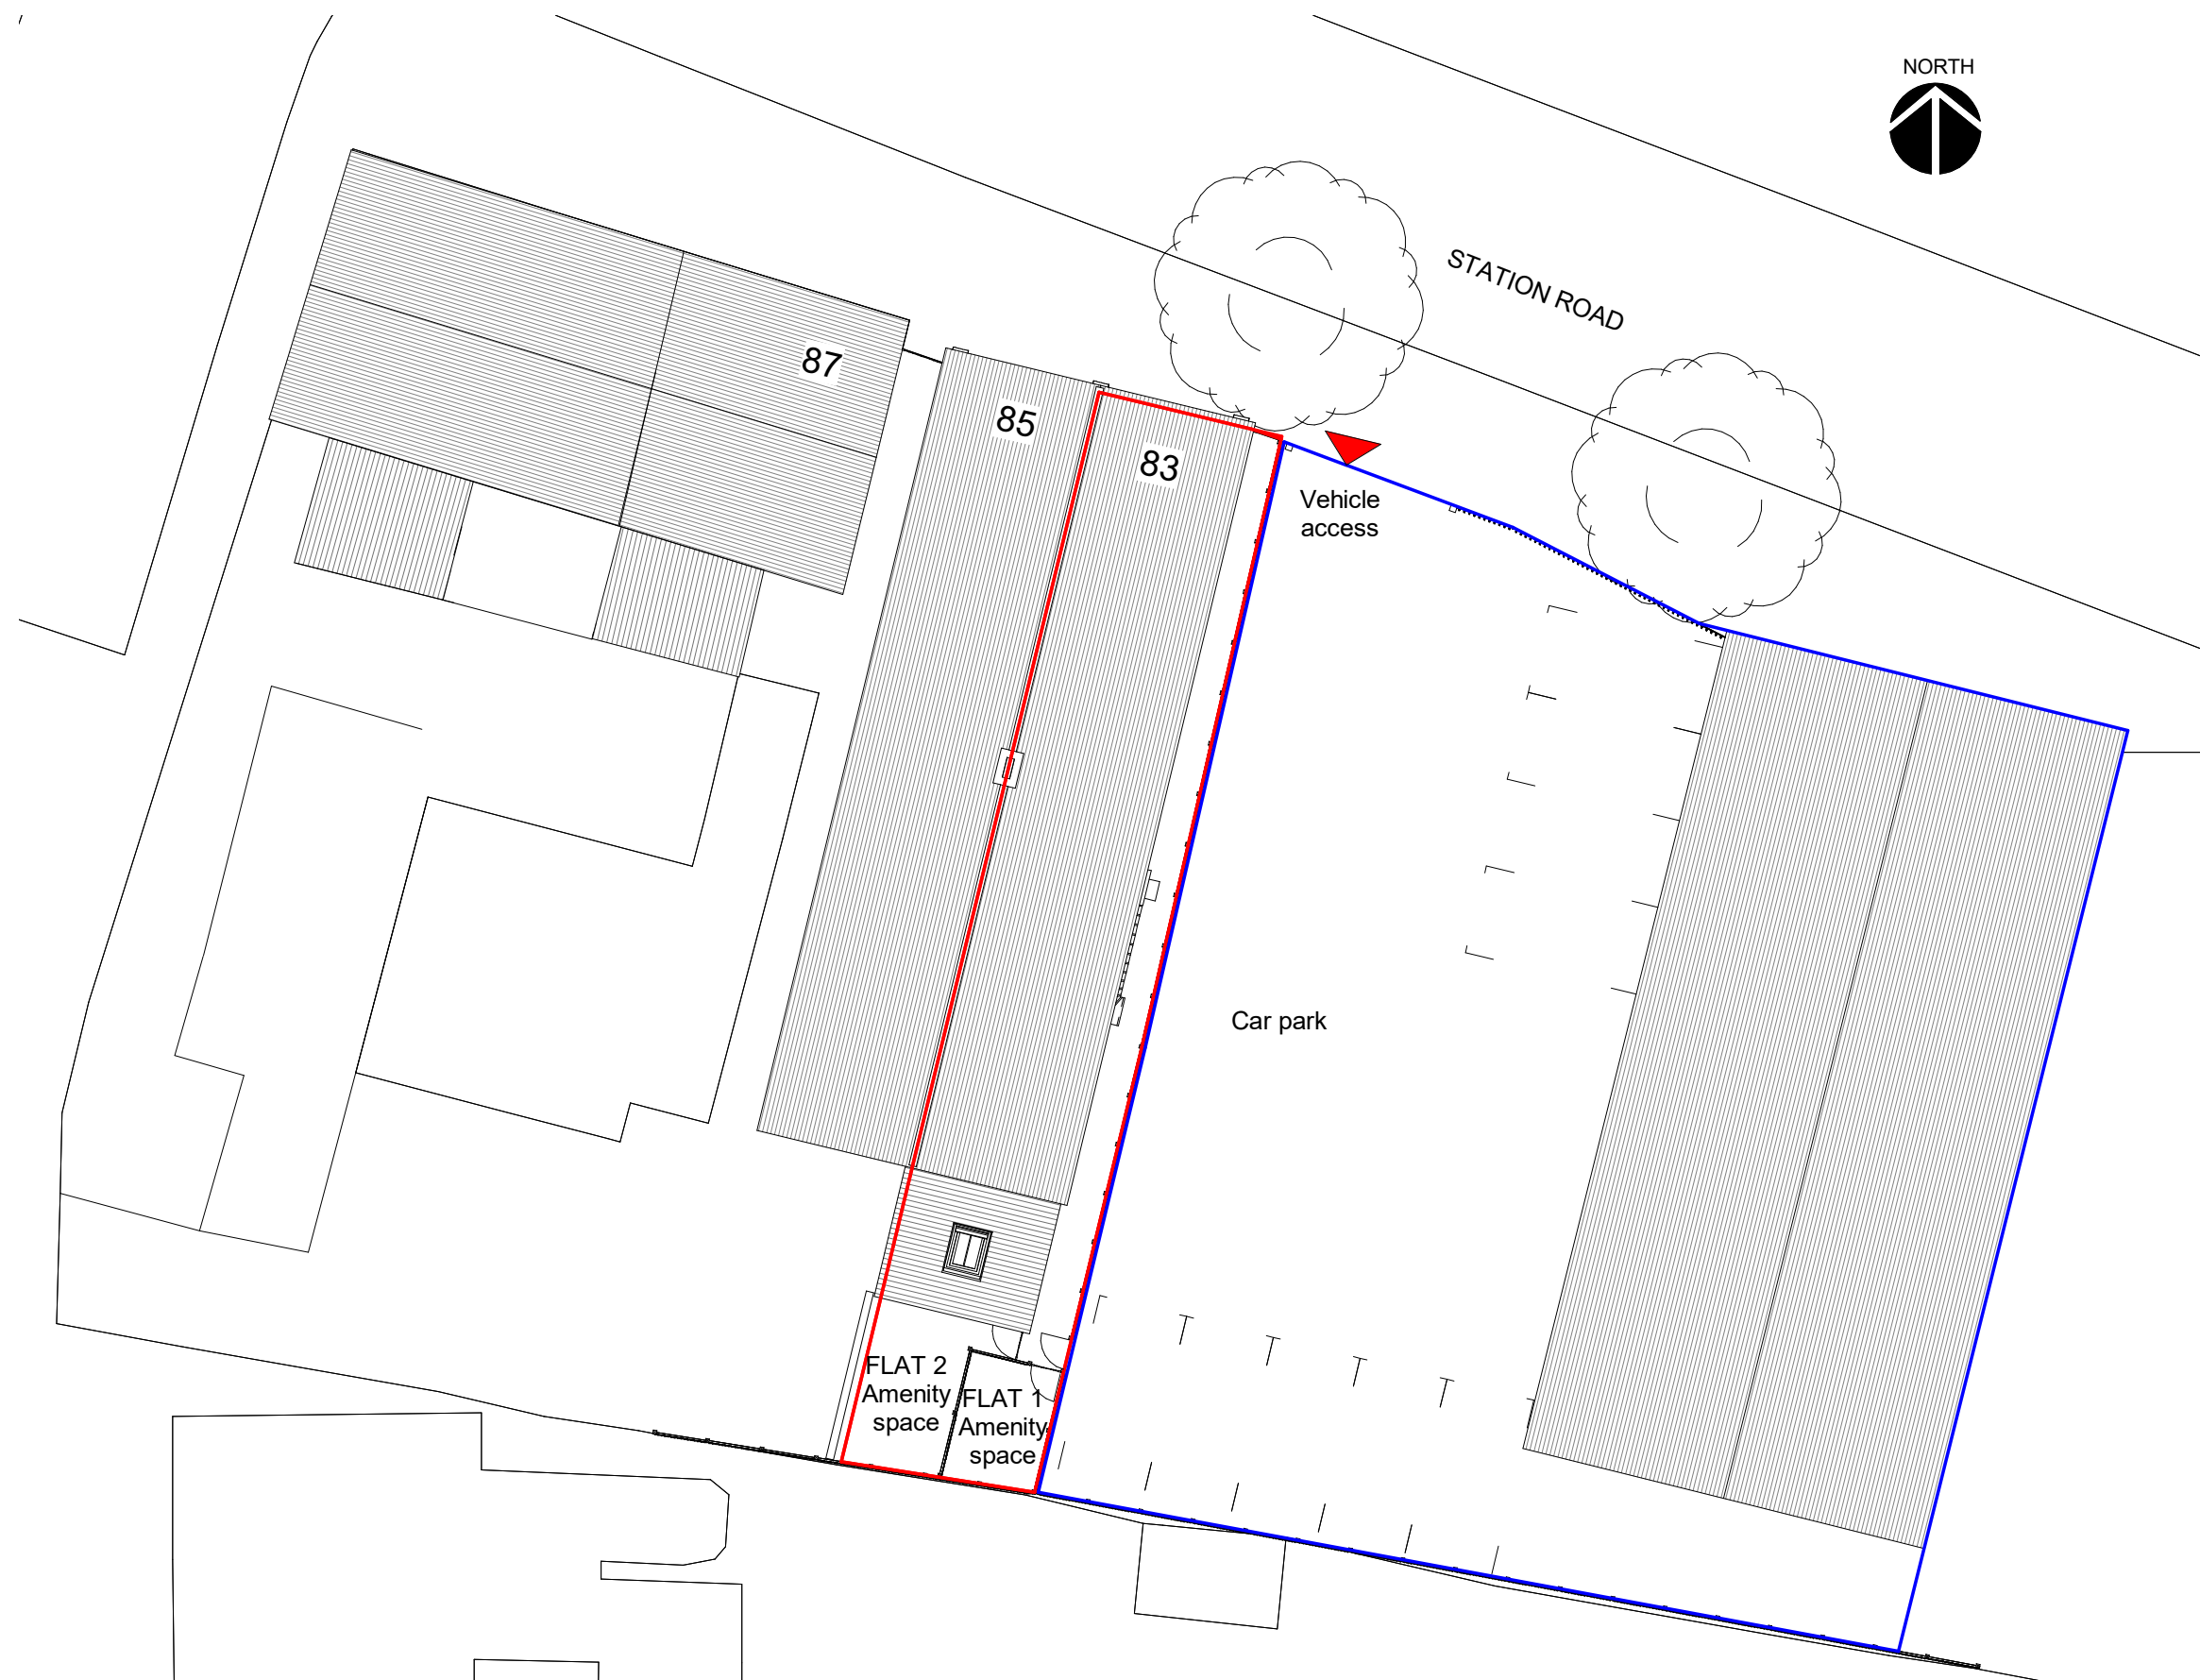 NORTH
STATION ROAD
87
85
83
Vehicle
access
Car park
FLAT 2
Amenity
space
FLAT 1
Amenity
space